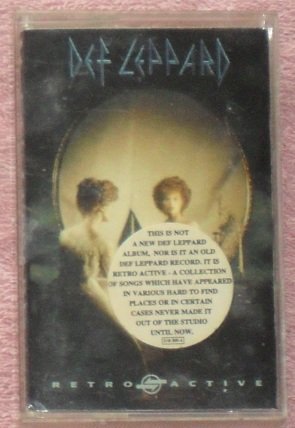 DEF LEPPARD
THIS IS NOT
A NEW DEF LEPPARD
ALBUM, NOR IS IT AN OLD
DEF LEPPARD RECORD. IT IS
RETRO ACTIVE - A COLLECTION
OF SONGS WHICH HAVE APPEARED
IN VARIOUS HARD TO FIND
PLACES OR IN CERTAIN
CASES NEVER MADE IT
OUT OF THE STUDIO
UNTIL NOW.
RETRO ACTIVE